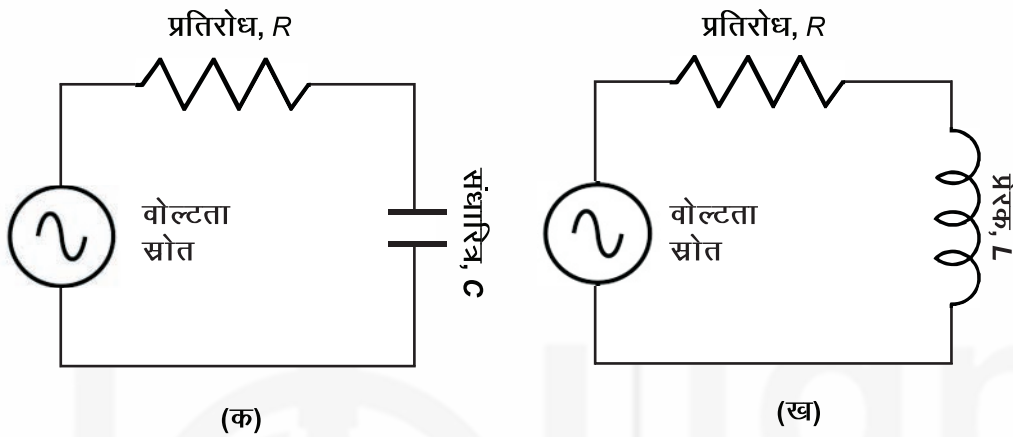 प्रतिरोध, R
वोल्टता
स्रोत
संधारित्र, C
(क)
प्रतिरोध, R
वोल्टता
स्रोत
प्रेरक, L
(ख)